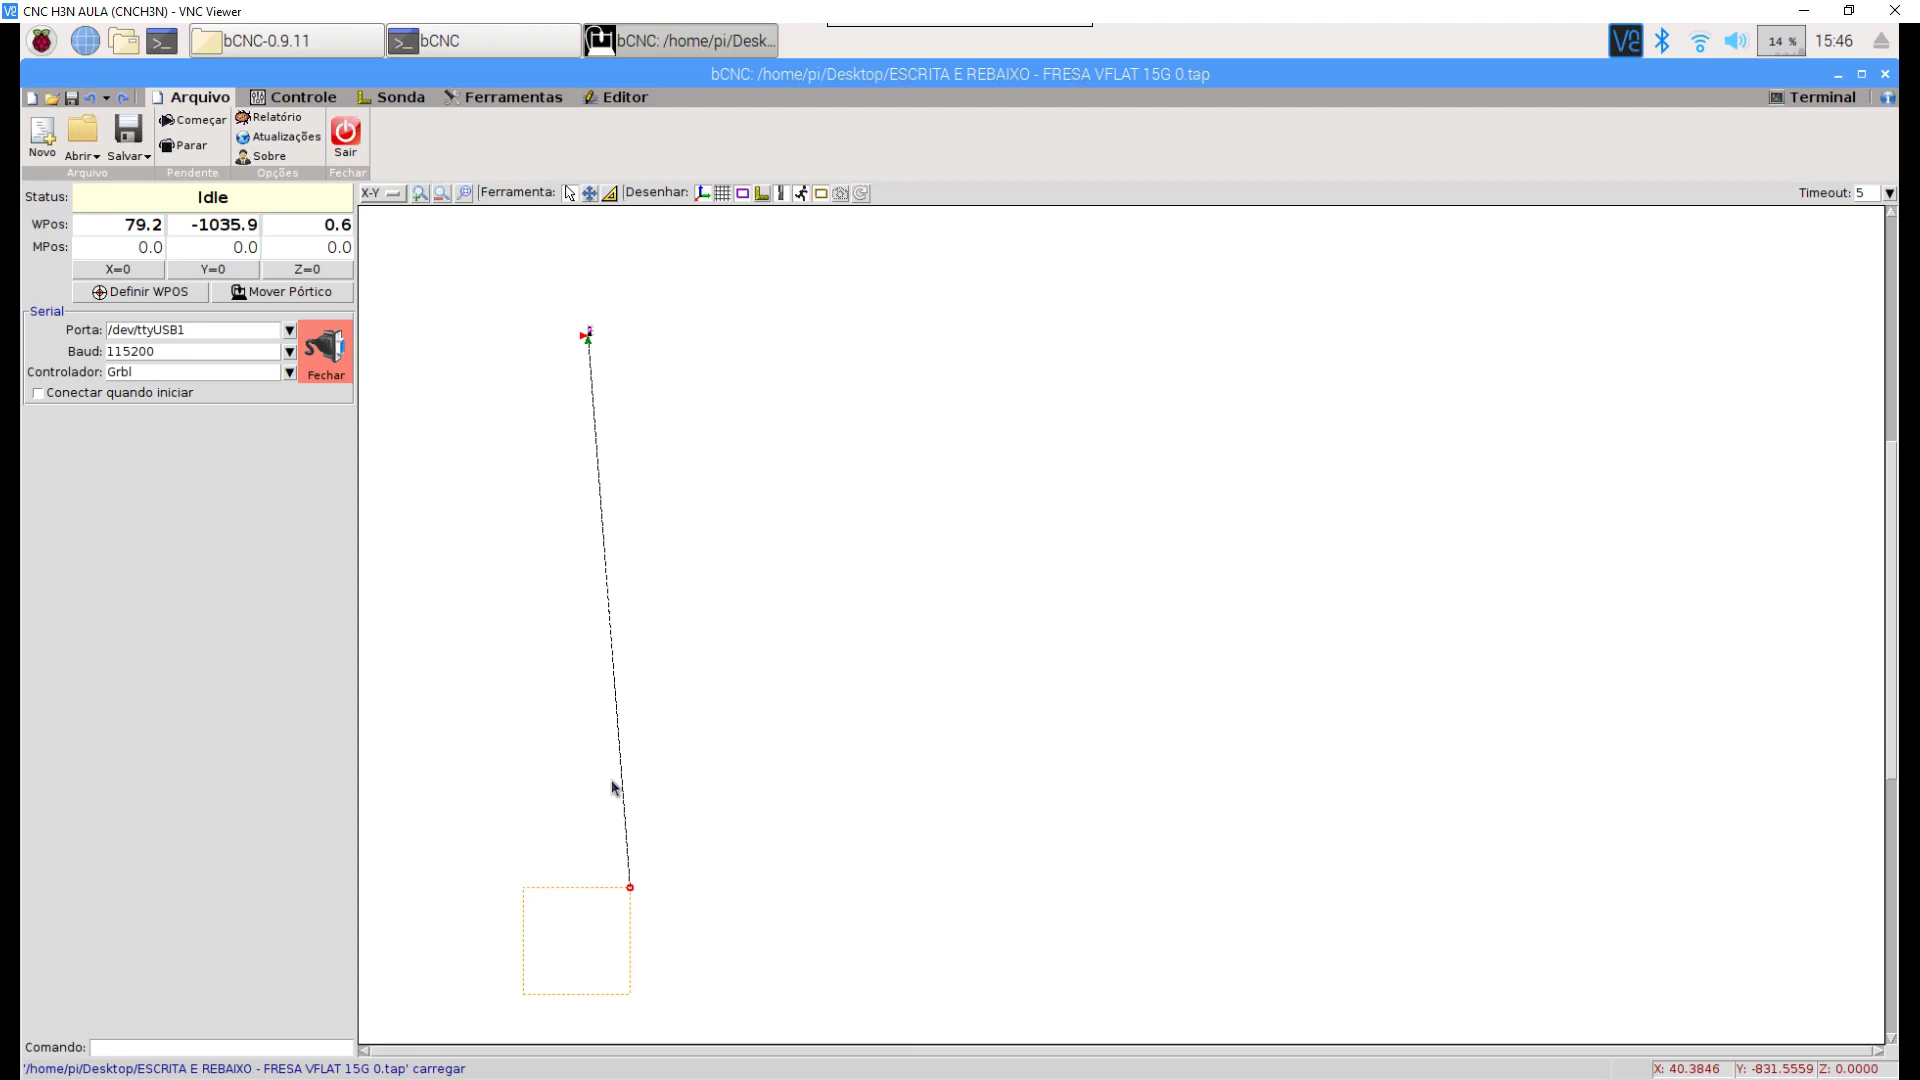 CNC H3N AULA (CNCH3N) - VNC Viewer
bCNC-0.9.11
bCNC
bCNC: /home/pi/Desk...
14 %
15:46
bCNC: /home/pi/Desktop/ESCRITA E REBAIXO - FRESA VFLAT 15G 0.tap
Arquivo
Controle
Sonda
Ferramentas
Editor
Terminal
Novo
Abrir
Salvar
Começar
Parar
Relatório
Atualizações
Sobre
Sair
Arquivo
Pendente
Opções
Fechar
Status:
Idle
X-Y
Ferramenta:
Desenhar:
Timeout: 5
WPos: 79.2 -1035.9 0.6
MPos: 0.0 0.0 0.0
X=0 Y=0 Z=0
Definir WPOS
Mover Pórtico
Serial
Porta: /dev/ttyUSB1
Baud: 115200
Controlador: Grbl
Fechar
Conectar quando iniciar
Comando:
'/home/pi/Desktop/ESCRITA E REBAIXO - FRESA VFLAT 15G 0.tap' carregar
X: 40.3846 Y: -831.5559 Z: 0.0000